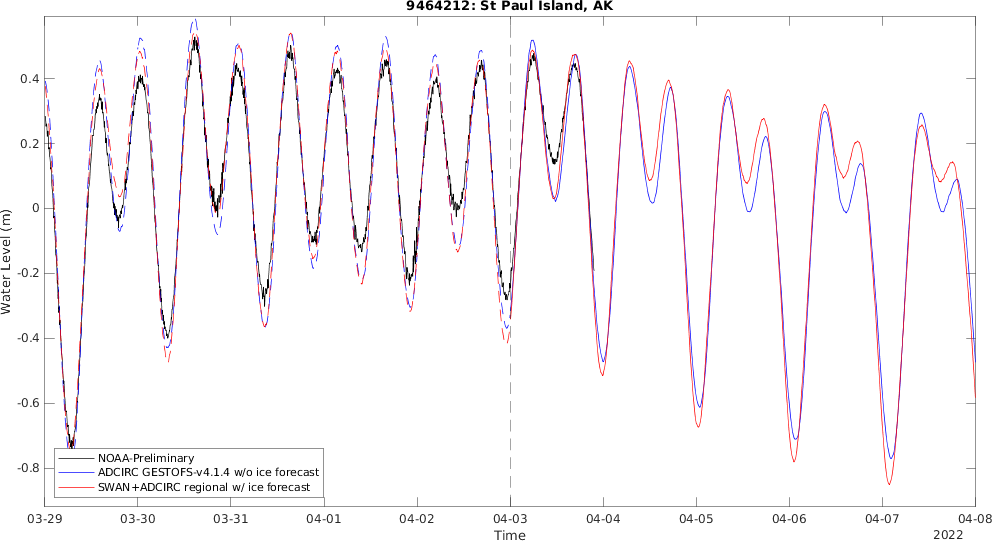 9464212: St Paul Island, AK
Water Level (m)
0.4
0.2
0
-0.2
-0.4
-0.6
-0.8
NOAA-Preliminary
ADCIRC GESTOFS-v4.1.4 w/o ice forecast
SWAN+ADCIRC regional w/ ice forecast
03-29 03-30 03-31 04-01 04-02 04-03 04-04 04-05 04-06 04-07 04-08
Time
2022